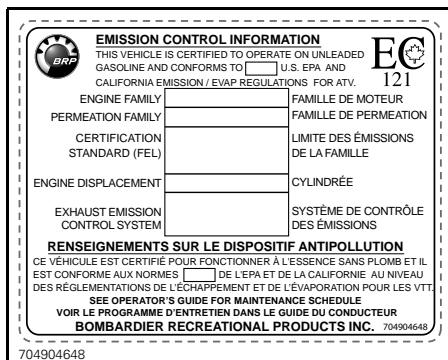 BRP
EMISSION CONTROL INFORMATION
THIS VEHICLE IS CERTIFIED TO OPERATE ON UNLEADED
GASOLINE AND CONFORMS TO U.S. EPA AND
CALIFORNIA EMISSION / EVAP REGULATIONS FOR ATV.
EC
121
ENGINE FAMILY FAMILLE DE MOTEUR
PERMEATION FAMILY FAMILLE DE PERMEATION
CERTIFICATION LIMITE DES ÉMISSIONS
STANDARD (FEL) DE LA FAMILLE
ENGINE DISPLACEMENT CYLINDRÉE
EXHAUST EMISSION SYSTÈME DE CONTRÔLE
CONTROL SYSTEM DES ÉMISSIONS
RENSEIGNEMENTS SUR LE DISPOSITIF ANTIPOLLUTION
CE VÉHICULE EST CERTIFIÉ POUR FONCTIONNER À L'ESSENCE SANS PLOMB ET IL
EST CONFORME AUX NORMES DE L'EPA ET DE LA CALIFORNIE AU NIVEAU
DES RÉGLEMENTATIONS DE L'ÉCHAPPEMENT ET DE L'ÉVAPORATION POUR LES VTT.
SEE OPERATOR'S GUIDE FOR MAINTENANCE SCHEDULE
VOIR LE PROGRAMME D'ENTRETIEN DANS LE GUIDE DU CONDUCTEUR
BOMBARDIER RECREATIONAL PRODUCTS INC. 704904648
704904648